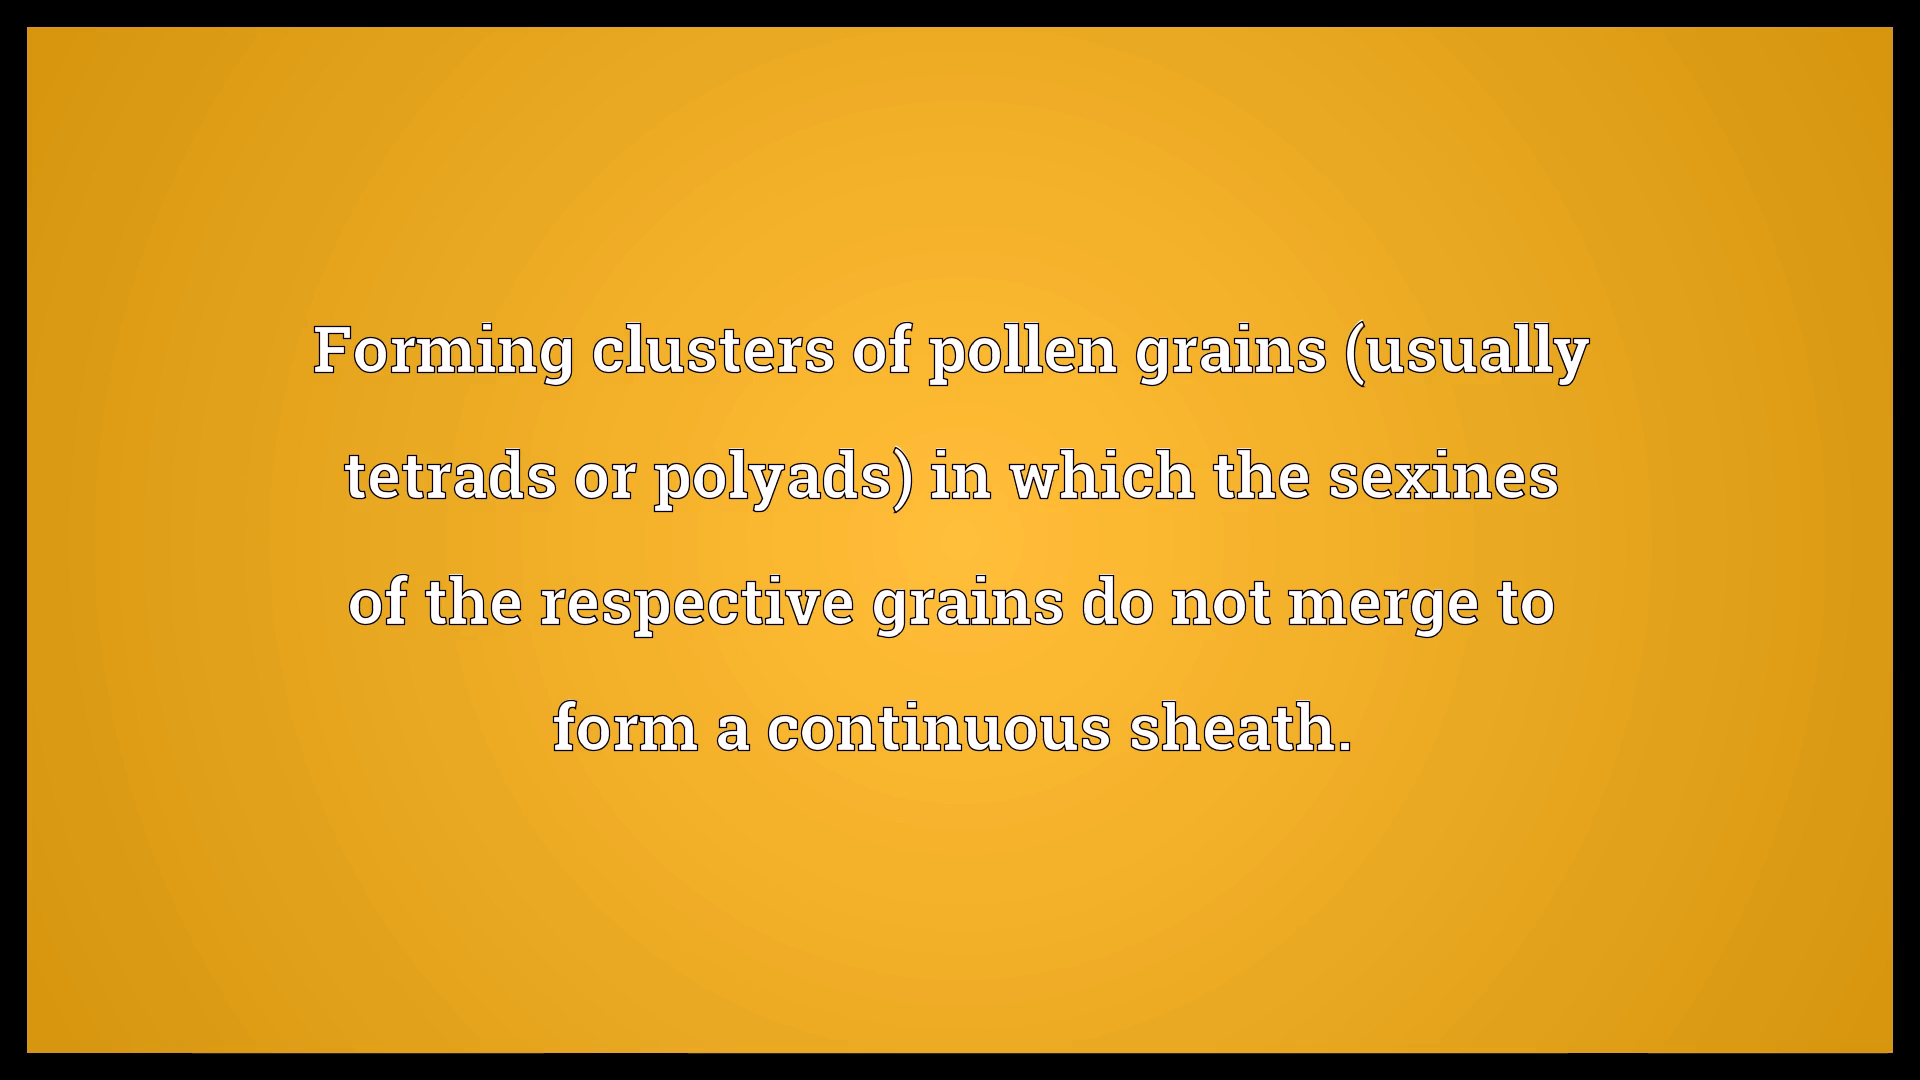 Forming clusters of pollen grains (usually
tetrads or polyads) in which the sexines
of the respective grains do not merge to
form a continuous sheath.